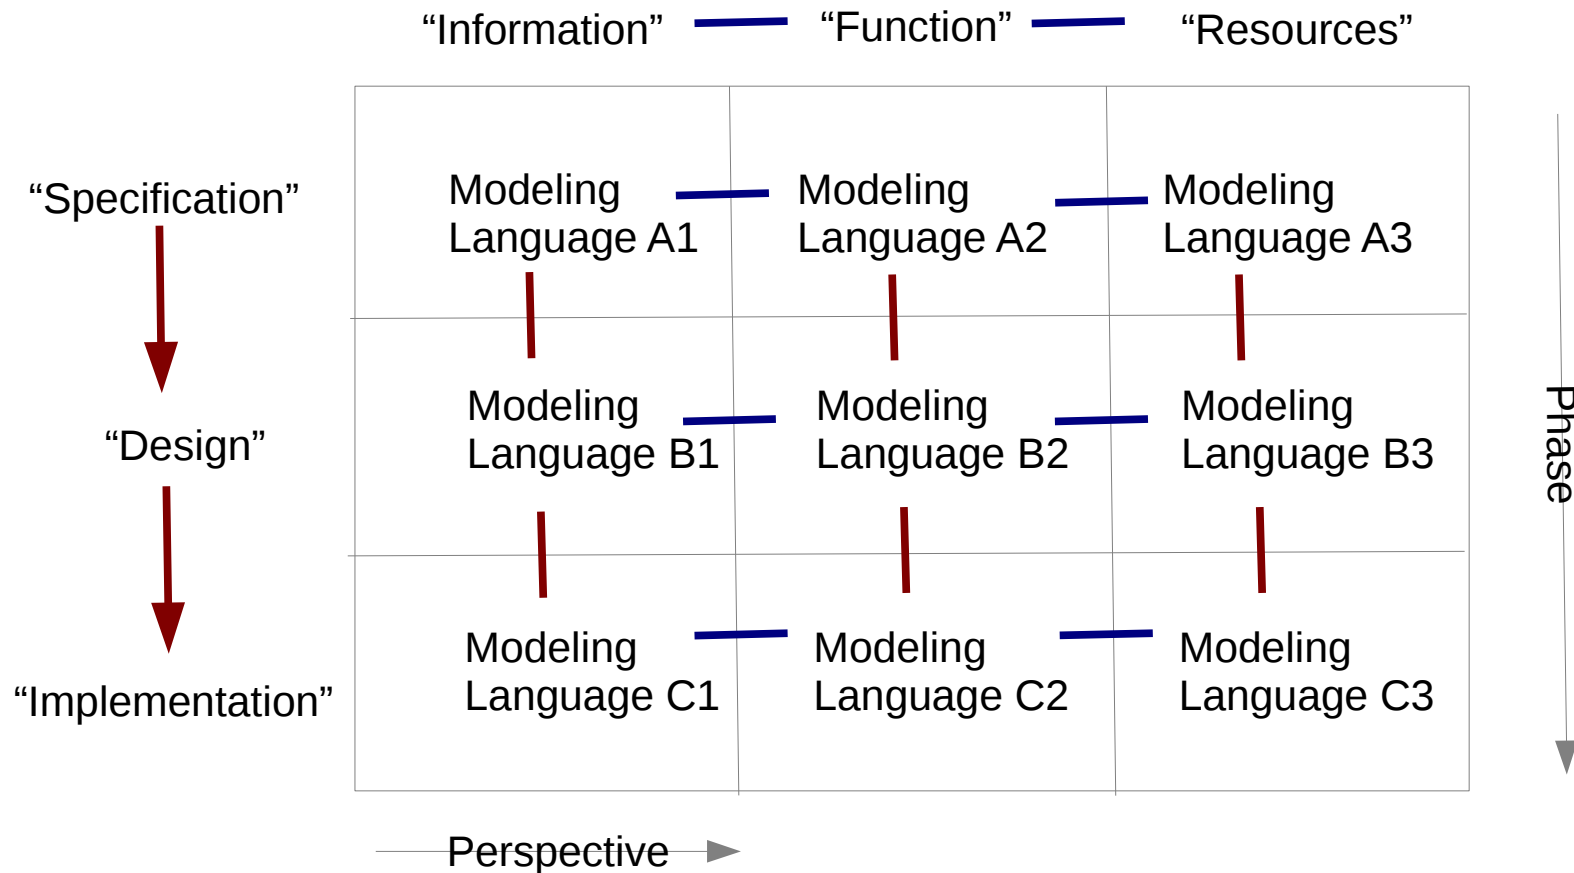 “Information” “Function” “Resources”
“Specification”
Modeling
Language A1
Modeling
Language A2
Modeling
Language A3
“Design”
Modeling
Language B1
Modeling
Language B2
Modeling
Language B3
“Implementation”
Modeling
Language C1
Modeling
Language C2
Modeling
Language C3
Phase
Perspective